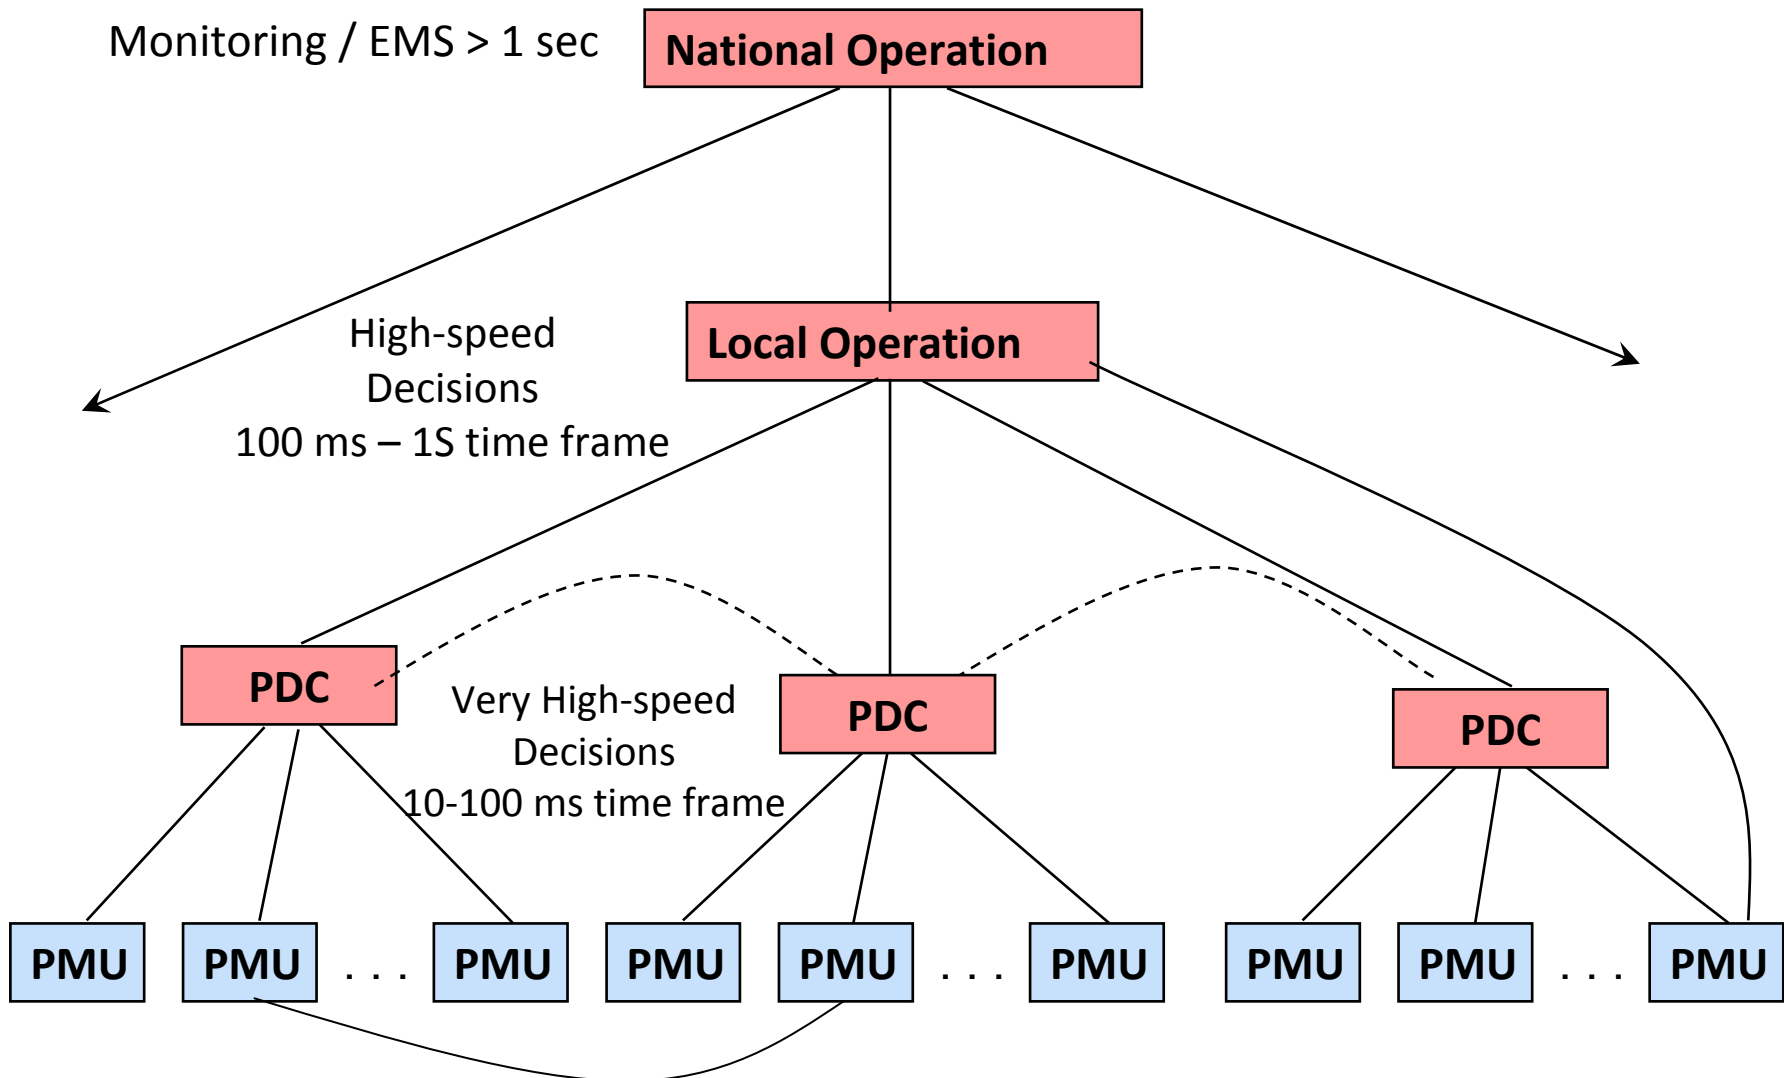 Monitoring / EMS > 1 sec
National Operation
High-speed
Decisions
100 ms – 1S time frame
Local Operation
PDC
Very High-speed
Decisions
10-100 ms time frame
PDC
PDC
PMU PMU . . . PMU PMU PMU . . . PMU PMU PMU . . . PMU